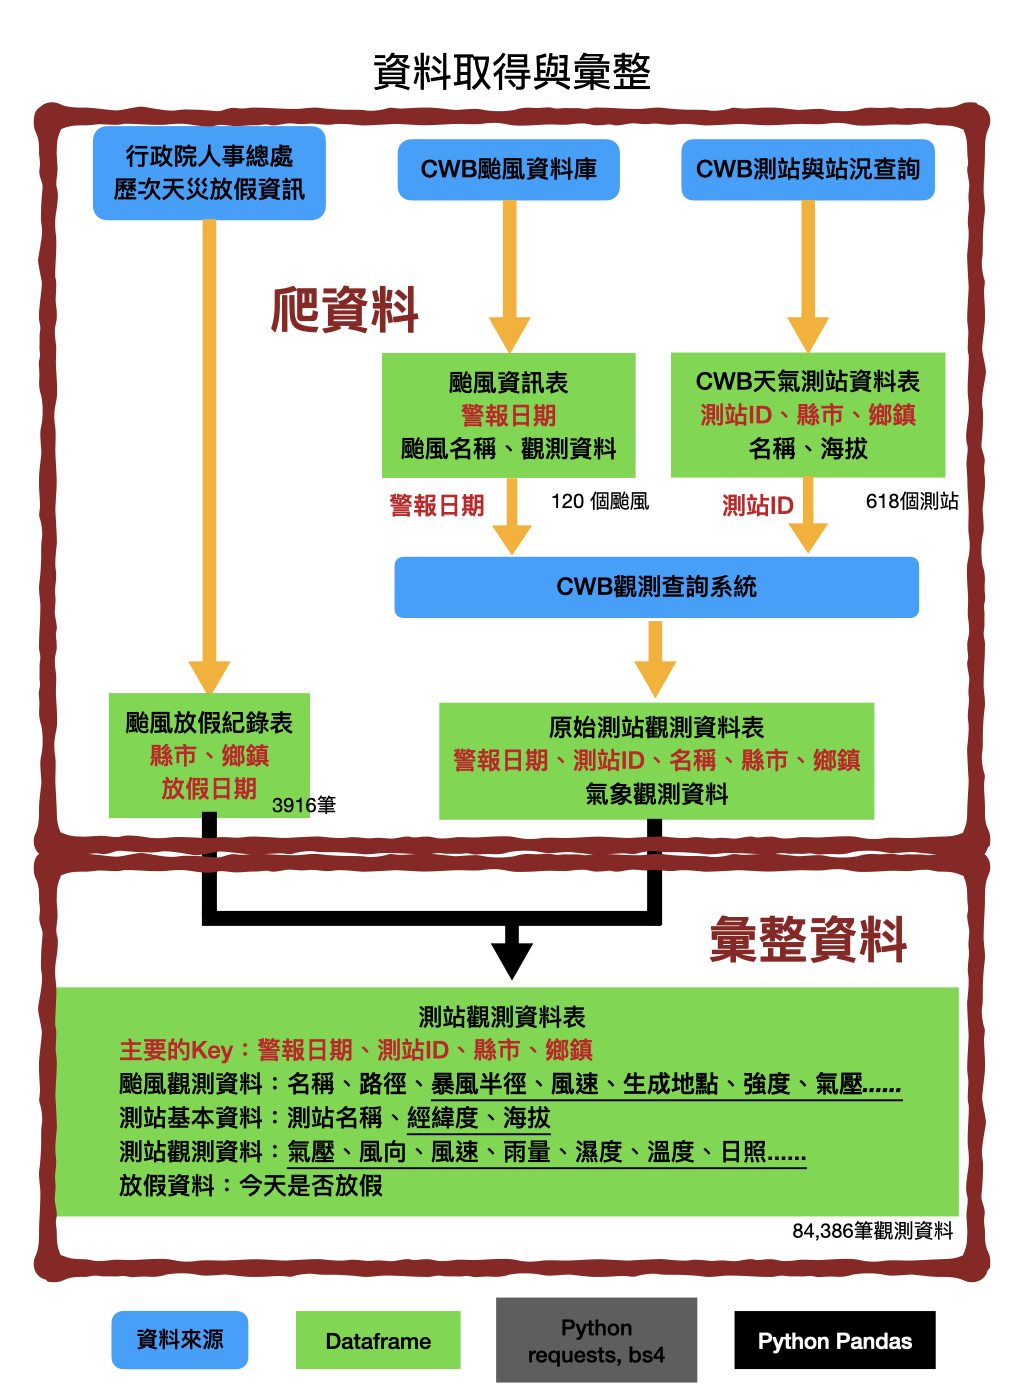 資料取得與彙整
行政院人事總處
歷次天災放假資訊
CWB颱風資料庫
CWB測站與站況查詢
爬資料
颱風資訊表
警報日期
颱風名稱、觀測資料
CWB天氣測站資料表
測站ID、縣市、鄉鎮
名稱、海拔
警報日期
120 個颱風
測站ID
618個測站
CWB觀測查詢系統
颱風放假紀錄表
縣市、鄉鎮
放假日期
3916筆
原始測站觀測資料表
警報日期、測站ID、名稱、縣市、鄉鎮
氣象觀測資料
彙整資料
測站觀測資料表
主要的Key：警報日期、測站ID、縣市、鄉鎮
颱風觀測資料：名稱、路徑、暴風半徑、風速、生成地點、強度、氣壓......
測站基本資料：測站名稱、經緯度、海拔
測站觀測資料：氣壓、風向、風速、雨量、濕度、溫度、日照......
放假資料：今天是否放假
84,386筆觀測資料
資料來源
Dataframe
Python
requests, bs4
Python Pandas